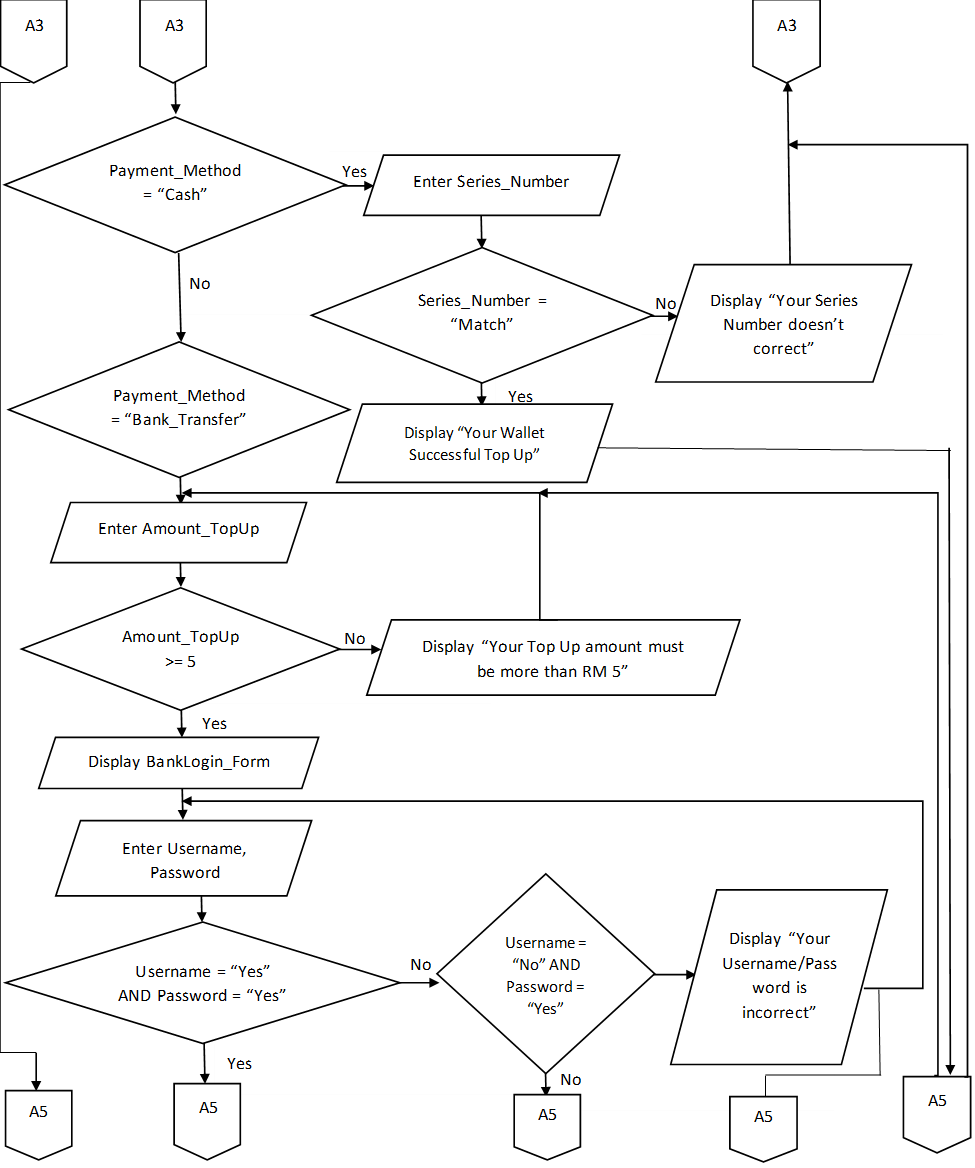 A3
A3
A3
Payment_Method
= “Cash”
Yes
Enter Series_Number
No
Series_Number =
“Match”
No
Display “Your Series
Number doesn’t
correct”
Yes
Payment_Method
= “Bank_Transfer”
Display “Your Wallet
Successful Top Up”
Enter Amount_TopUp
Amount_TopUp
>= 5
No
Display “Your Top Up amount must
be more than RM 5”
Yes
Display BankLogin_Form
Enter Username,
Password
Username = “Yes”
AND Password = “Yes”
No
Username =
“No” AND
Password =
“Yes”
Display “Your
Username/Pass
word is
incorrect”
Yes
No
A5
A5
A5
A5
A5